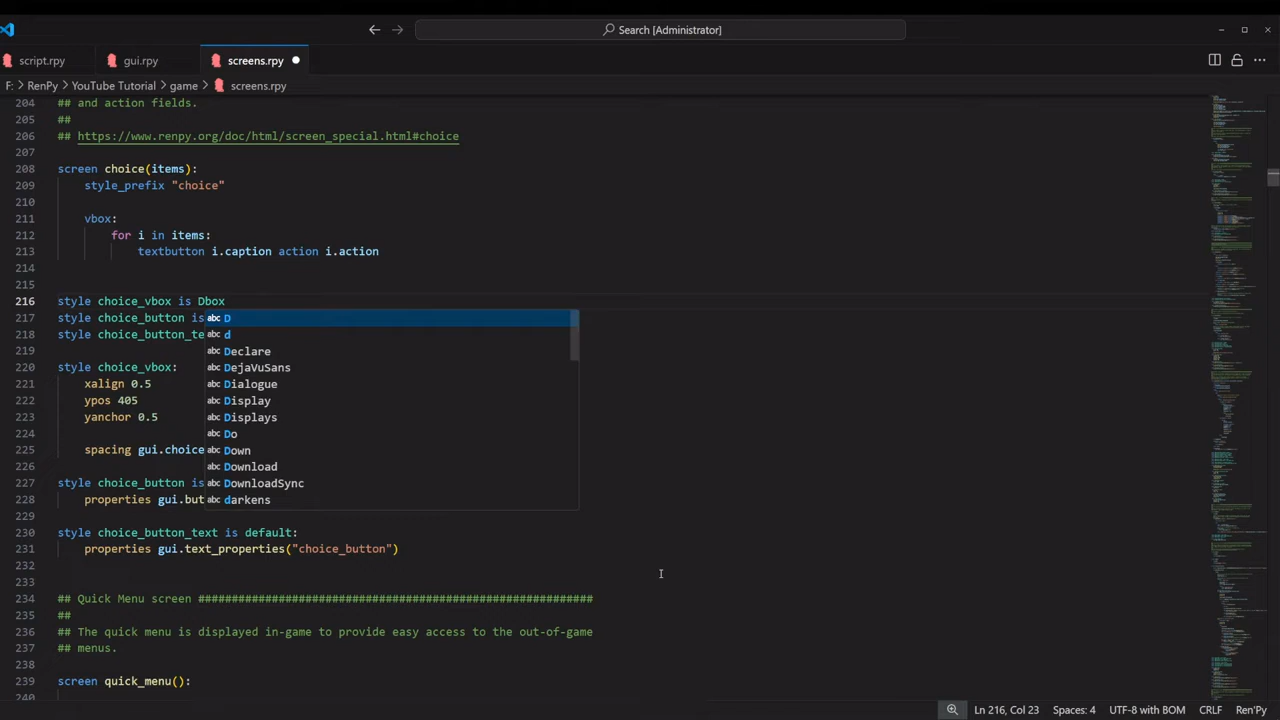 Search [Administrator]
script.rpy
gui.rpy
screens.rpy
F: > RenPy > YouTube Tutorial > game > screens.rpy
204 ## and action fields.
205 ##
206 ## https://www.renpy.org/doc/html/screen_special.html#choice
207
208 screen choice(items):
209 style_prefix "choice"
210
211 vbox:
212 for i in items:
213 textbutton i.caption action i.action
214
215
216 style choice_vbox is Dbox
217 style choice_button is
218 style choice_button_te
219
220 style choice_vbox:
221 xalign 0.5
222 ypos 405
223 yanchor 0.5
224
225 spacing gui.choice
226
227 style choice_button is
228 properties gui.but
229
230 style choice_button_text is default:
231 properties gui.text_properties("choice_button")
232
233
234 ## Quick Menu screen ###########################################################
235 ##
236 ## The quick menu is displayed in-game to provide easy access to the out-of-game
237 ## menus.
238
239 screen quick_menu():
240
abc D
abc d
abc Declare
abc DejaVuSans
abc Dialogue
abc Display
abc Displays
abc Do
abc Down
abc Download
abc DownloadSync
abc darkens
Ln 216, Col 23 Spaces: 4 UTF-8 with BOM CRLF Ren'Py